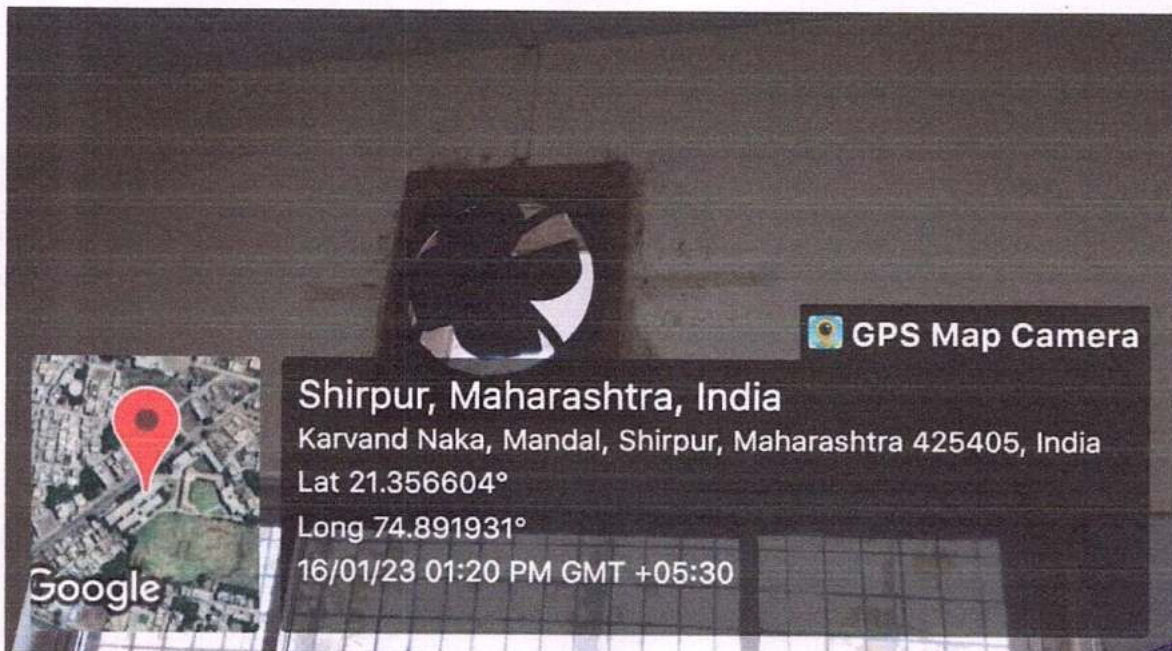 GPS Map Camera
Shirpur, Maharashtra, India
Karvand Naka, Mandal, Shirpur, Maharashtra 425405, India
Lat 21.356604°
Long 74.891931°
16/01/23 01:20 PM GMT +05:30
Google